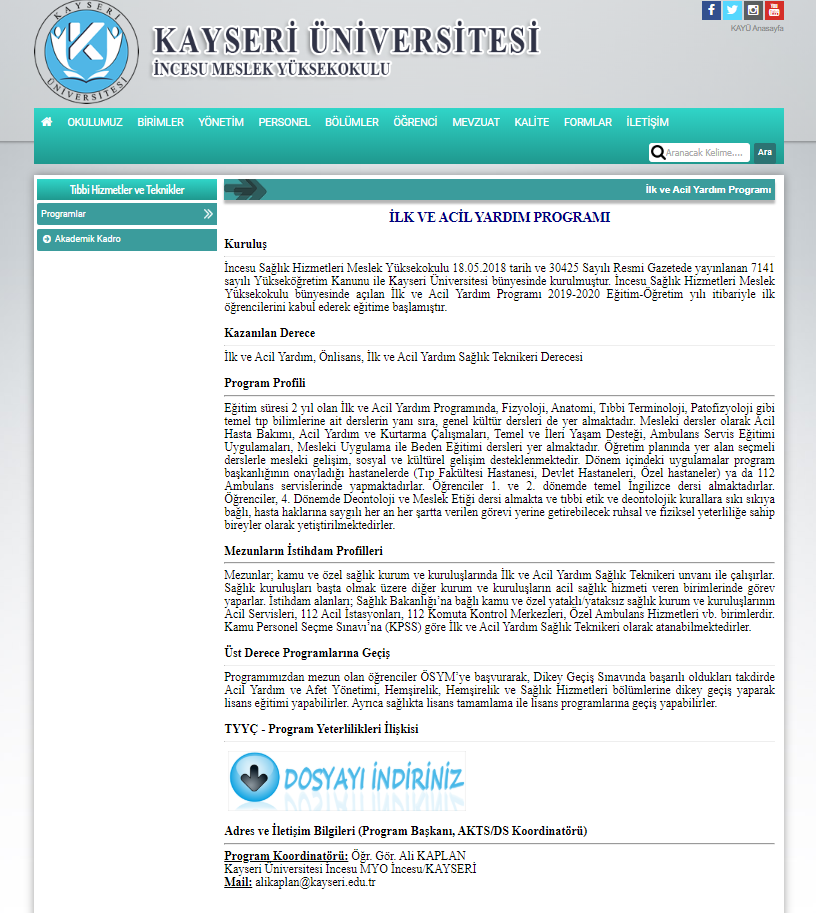 KAYSERİ
ÜNİVERSİTESİ
KAYSERİ ÜNİVERSİTESİ
İNCESU MESLEK YÜKSEKOKULU
KAYÜ Anasayfa
OKULUMUZ BİRİMLER YÖNETİM PERSONEL BÖLÜMLER ÖĞRENCİ MEVZUAT KALİTE FORMLAR İLETİŞİM
Aranacak Kelime.... Ara
Tıbbi Hizmetler ve Teknikler
Programlar
Akademik Kadro
İlk ve Acil Yardım Programı
İLK VE ACİL YARDIM PROGRAMI
Kuruluş
İncesu Sağlık Hizmetleri Meslek Yüksekokulu 18.05.2018 tarih ve 30425 Sayılı Resmi Gazetede yayınlanan 7141
sayılı Yükseköğretim Kanunu ile Kayseri Üniversitesi bünyesinde kurulmuştur. İncesu Sağlık Hizmetleri Meslek
Yüksekokulu bünyesinde açılan İlk ve Acil Yardım Programı 2019-2020 Eğitim-Öğretim yılı itibariyle ilk
öğrencilerini kabul ederek eğitime başlamıştır.
Kazanılan Derece
İlk ve Acil Yardım, Önlisans, İlk ve Acil Yardım Sağlık Teknikeri Derecesi
Program Profili
Eğitim süresi 2 yıl olan İlk ve Acil Yardım Programında, Fizyoloji, Anatomi, Tıbbi Terminoloji, Patofizyoloji gibi
temel tıp bilimlerine ait derslerin yanı sıra, genel kültür dersleri de yer almaktadır. Mesleki dersler olarak Acil
Hasta Bakımı, Acil Yardım ve Kurtarma Çalışmaları, Temel ve İleri Yaşam Desteği, Ambulans Servis Eğitimi
Uygulamaları, Mesleki Uygulama ile Beden Eğitimi dersleri yer almaktadır. Öğretim planında yer alan seçmeli
derslerle mesleki gelişim, sosyal ve kültürel gelişim desteklenmektedir. Dönem içindeki uygulamalar program
başkanlığının onayladığı hastanelerde (Tıp Fakültesi Hastanesi, Devlet Hastaneleri, Özel hastaneler) ya da 112
Ambulans servislerinde yapmaktadırlar. Öğrenciler 1. ve 2. dönemde temel İngilizce dersi almaktadırlar.
Öğrenciler, 4. Dönemde Deontoloji ve Meslek Etiği dersi almakta ve tıbbi etik ve deontolojik kurallara sıkı sıkıya
bağlı, hasta haklarına saygılı her an her şartta verilen görevi yerine getirebilecek ruhsal ve fiziksel yeterliliğe sahip
bireyler olarak yetiştirilmektedirler.
Mezunların İstihdam Profilleri
Mezunlar; kamu ve özel sağlık kurum ve kuruluşlarında İlk ve Acil Yardım Sağlık Teknikeri unvanı ile çalışırlar.
Sağlık kuruluşları başta olmak üzere diğer kurum ve kuruluşların acil sağlık hizmeti veren birimlerinde görev
yaparlar. İstihdam alanları; Sağlık Bakanlığı’na bağlı kamu ve özel yataklı/yataksız sağlık kurum ve kuruluşlarının
Acil Servisleri, 112 Acil İstasyonları, 112 Komuta Kontrol Merkezleri, Özel Ambulans Hizmetleri vb. birimlerdir.
Kamu Personel Seçme Sınavı’na (KPSS) göre İlk ve Acil Yardım Sağlık Teknikeri olarak atanabilmektedirler.
Üst Derece Programlarına Geçiş
Programımızdan mezun olan öğrenciler ÖSYM’ye başvurarak, Dikey Geçiş Sınavında başarılı oldukları takdirde
Acil Yardım ve Afet Yönetimi, Hemşirelik, Hemşirelik ve Sağlık Hizmetleri bölümlerine dikey geçiş yaparak
lisans eğitimi yapabilirler. Ayrıca sağlıkta lisans tamamlama ile lisans programlarına geçiş yapabilirler.
TYYÇ - Program Yeterlilikleri İlişkisi
DOSYAYI İNDİRİNİZ
Adres ve İletişim Bilgileri (Program Başkanı, AKTS/DS Koordinatörü)
Program Koordinatörü: Öğr. Gör. Ali KAPLAN
Kayseri Üniversitesi İncesu MYO İncesu/KAYSERİ
Mail: alikaplan@kayseri.edu.tr